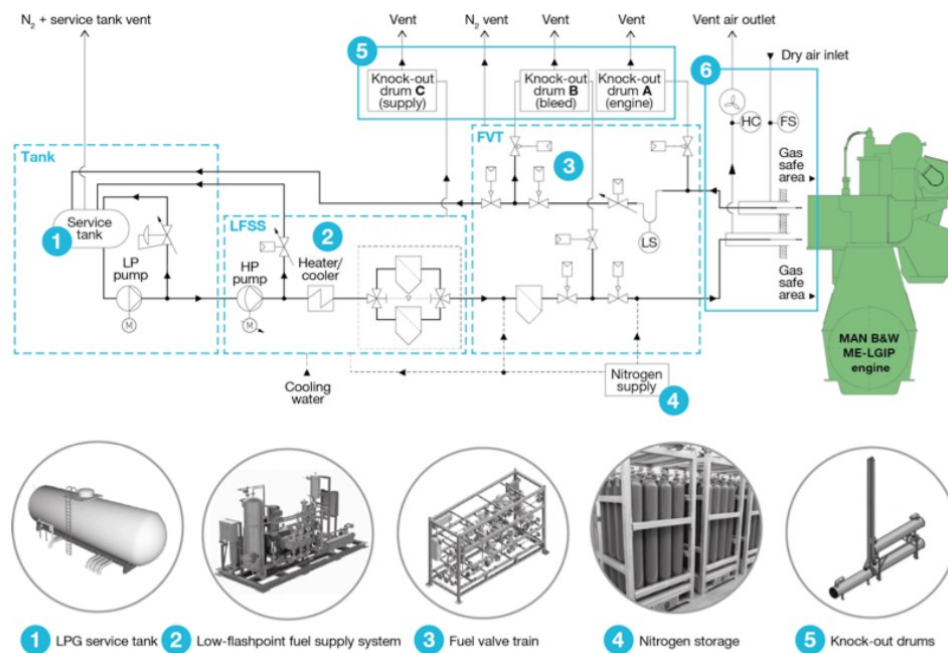 N₂ + service tank vent
Vent
N₂ vent
Vent
Vent
Vent air outlet
Dry air inlet
5
6
Knock-out
drum C
(supply)
Knock-out
drum B
(bleed)
Knock-out
drum A
(engine)
HC
FS
Tank
FVT
3
Gas
safe
area
Service
tank
1
LFSS
2
LS
LP
pump
HP
pump
Heater/
cooler
Gas
safe
area
M
M
MAN B&W
ME-LGIP
engine
Cooling
water
Nitrogen
supply
4
1 LPG service tank
2 Low-flashpoint fuel supply system
3 Fuel valve train
4 Nitrogen storage
5 Knock-out drums